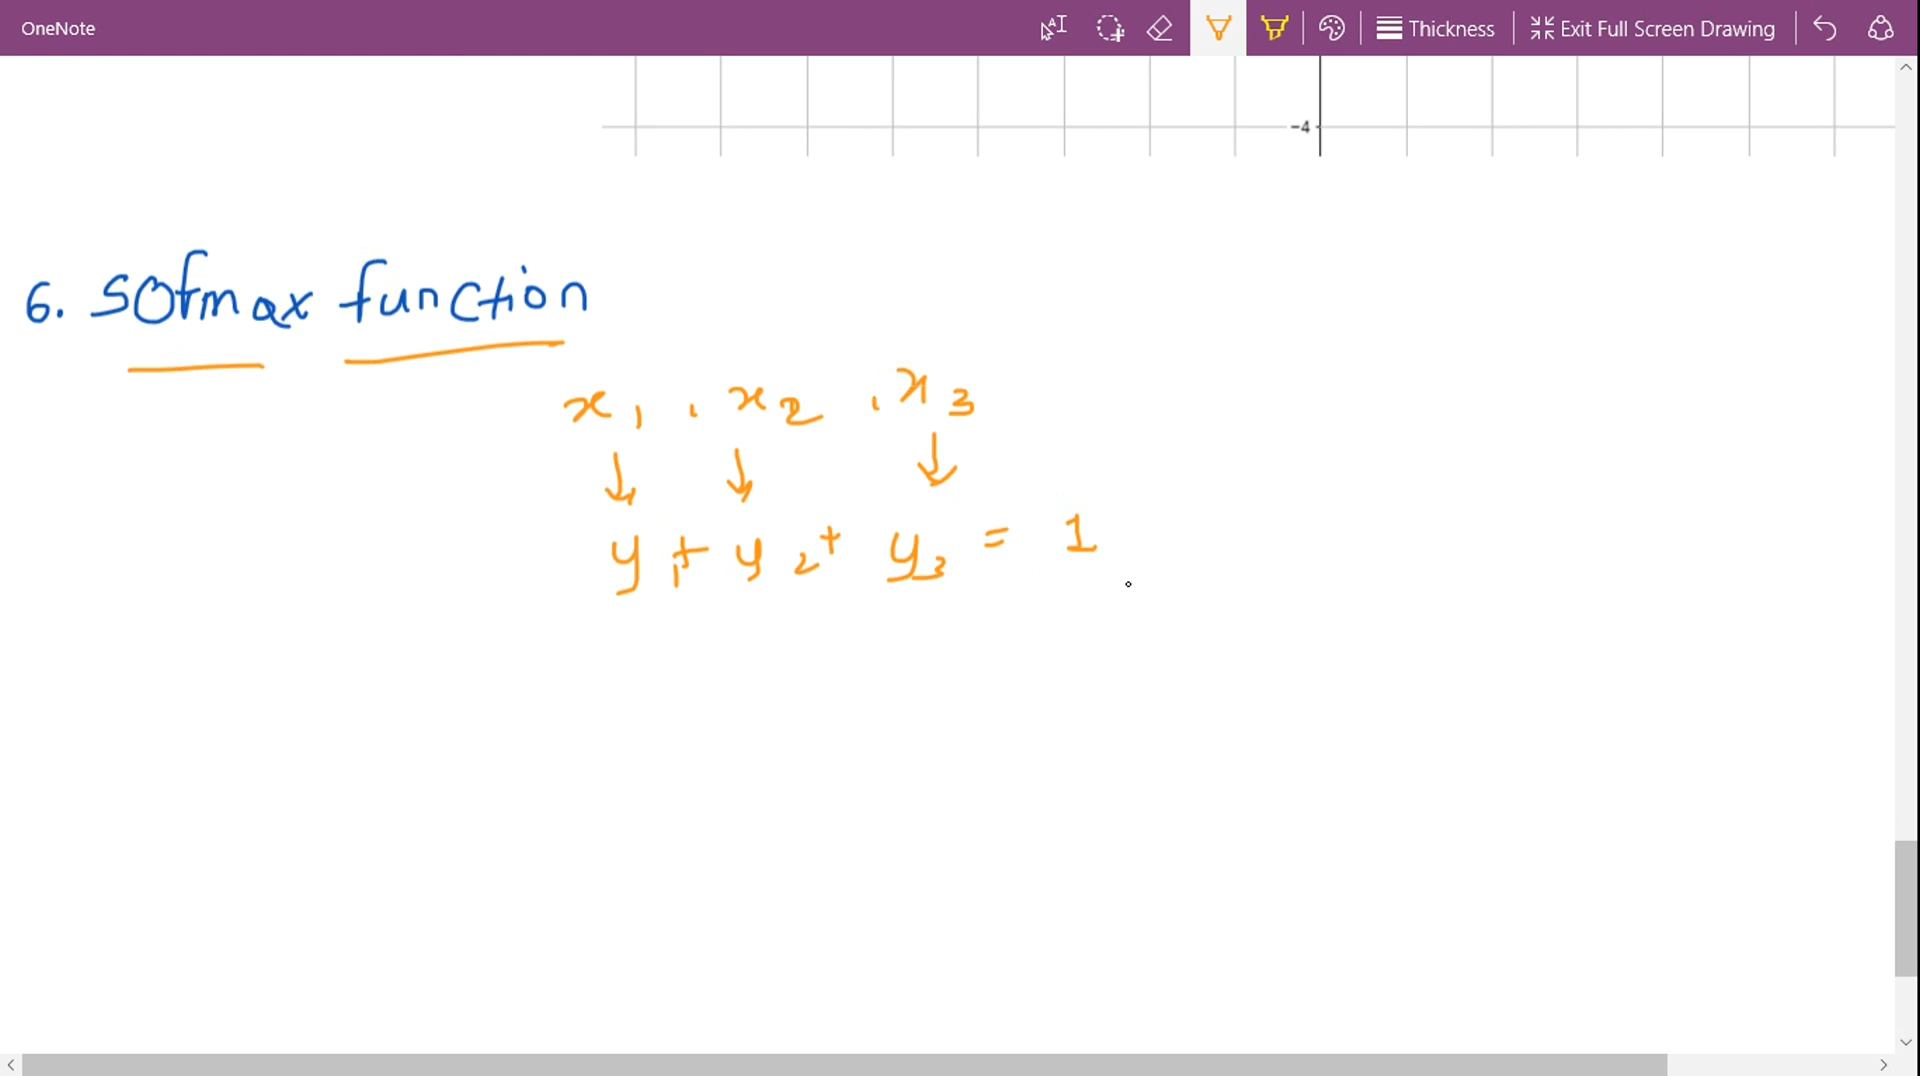 OneNote
Thickness
Exit Full Screen Drawing
-4
6. SOfmax function
x1, x2, x3
y1 + y2 + y3 = 1